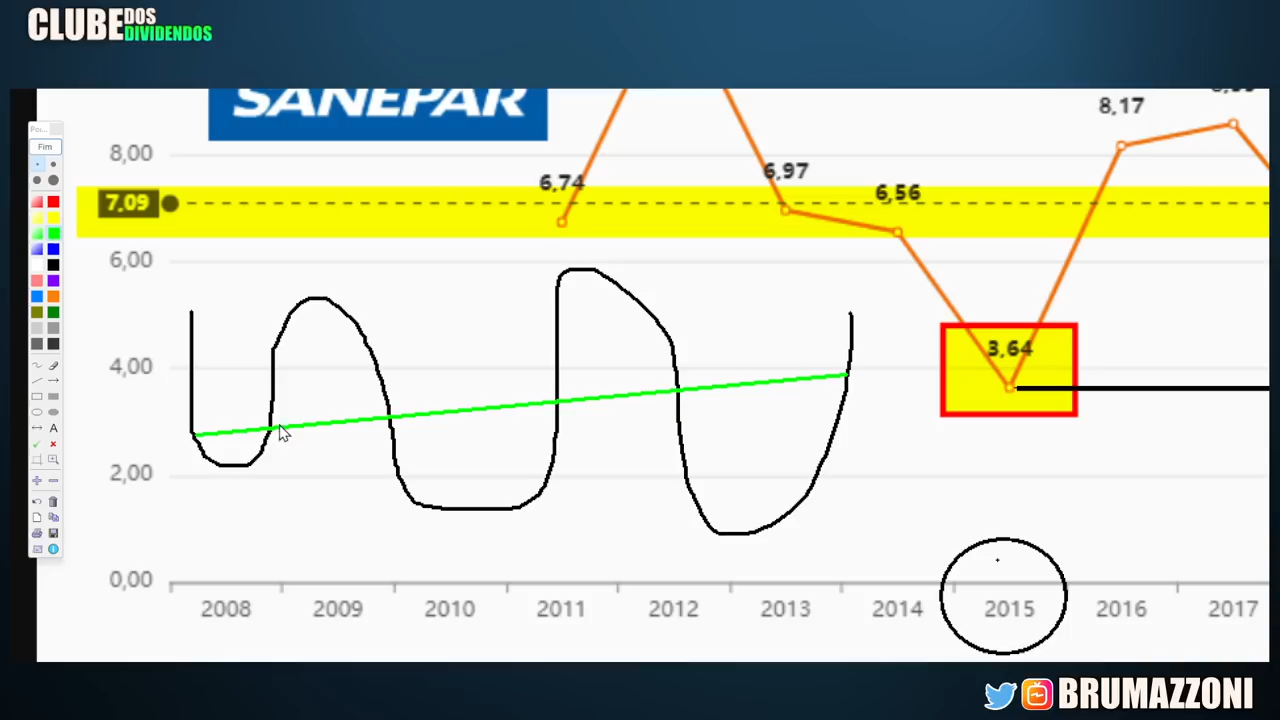 CLUBE DOS DIVIDENDOS
SANEPAR
Fim
8,17
8,00
6,74
6,97
6,56
7,09
6,00
4,00
3,64
2,00
0,00
2008 2009 2010 2011 2012 2013 2014 2015 2016 2017
BRUMAZZONI